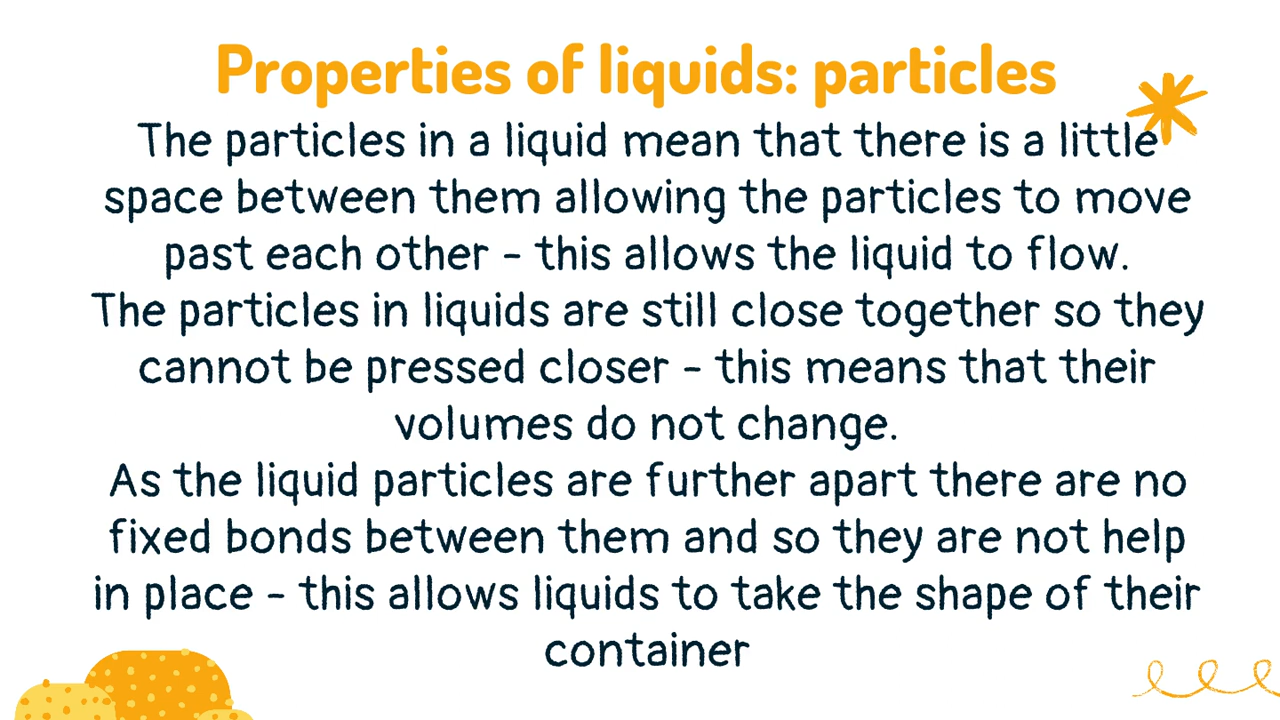 Properties of liquids: particles
The particles in a liquid mean that there is a little
space between them allowing the particles to move
past each other - this allows the liquid to flow.
The particles in liquids are still close together so they
cannot be pressed closer - this means that their
volumes do not change.
As the liquid particles are further apart there are no
fixed bonds between them and so they are not help
in place - this allows liquids to take the shape of their
container